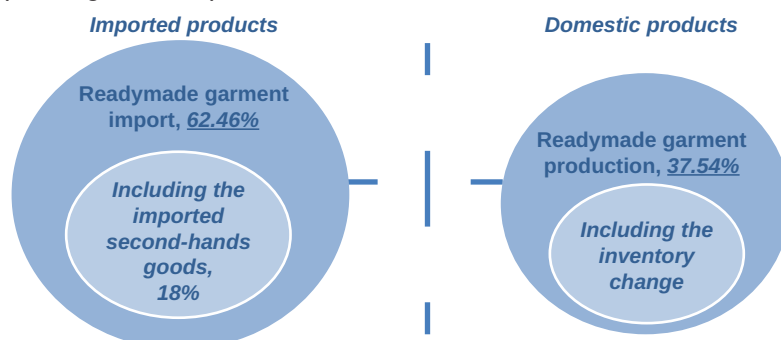 Imported products
Domestic products
Readymade garment
import, 62.46%
Including the
imported
second-hands
goods,
18%
Readymade garment
production, 37.54%
Including the
inventory
change